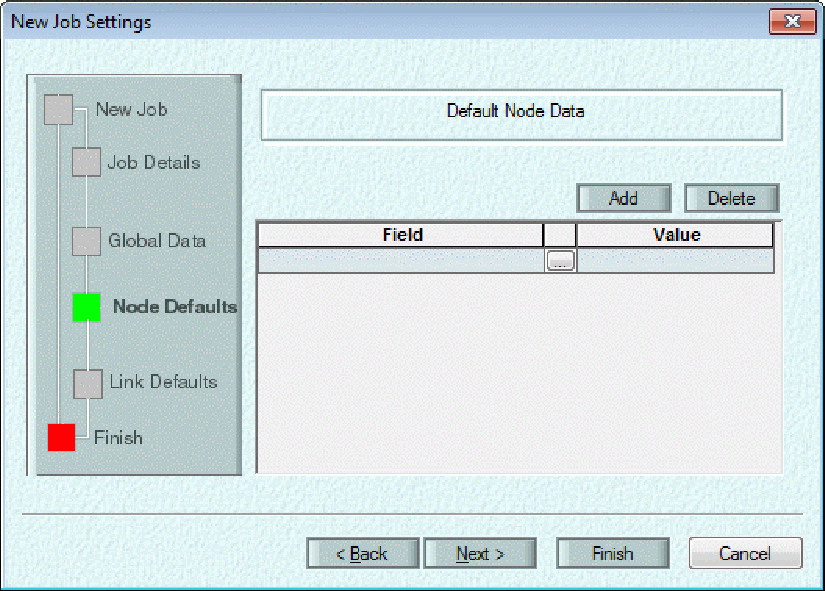 New Job Settings
New Job
Job Details
Global Data
Node Defaults
Link Defaults
Finish
Default Node Data
Add Delete
Field Value
...
< Back Next > Finish Cancel